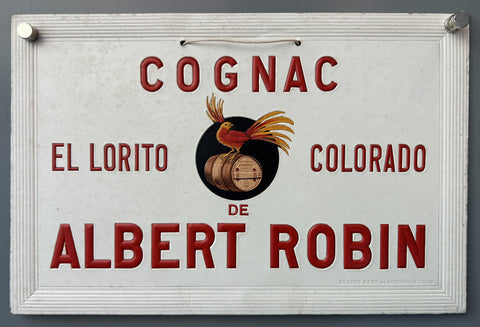 COGNAC
EL LORITO COLORADO
DE
ALBERT ROBIN